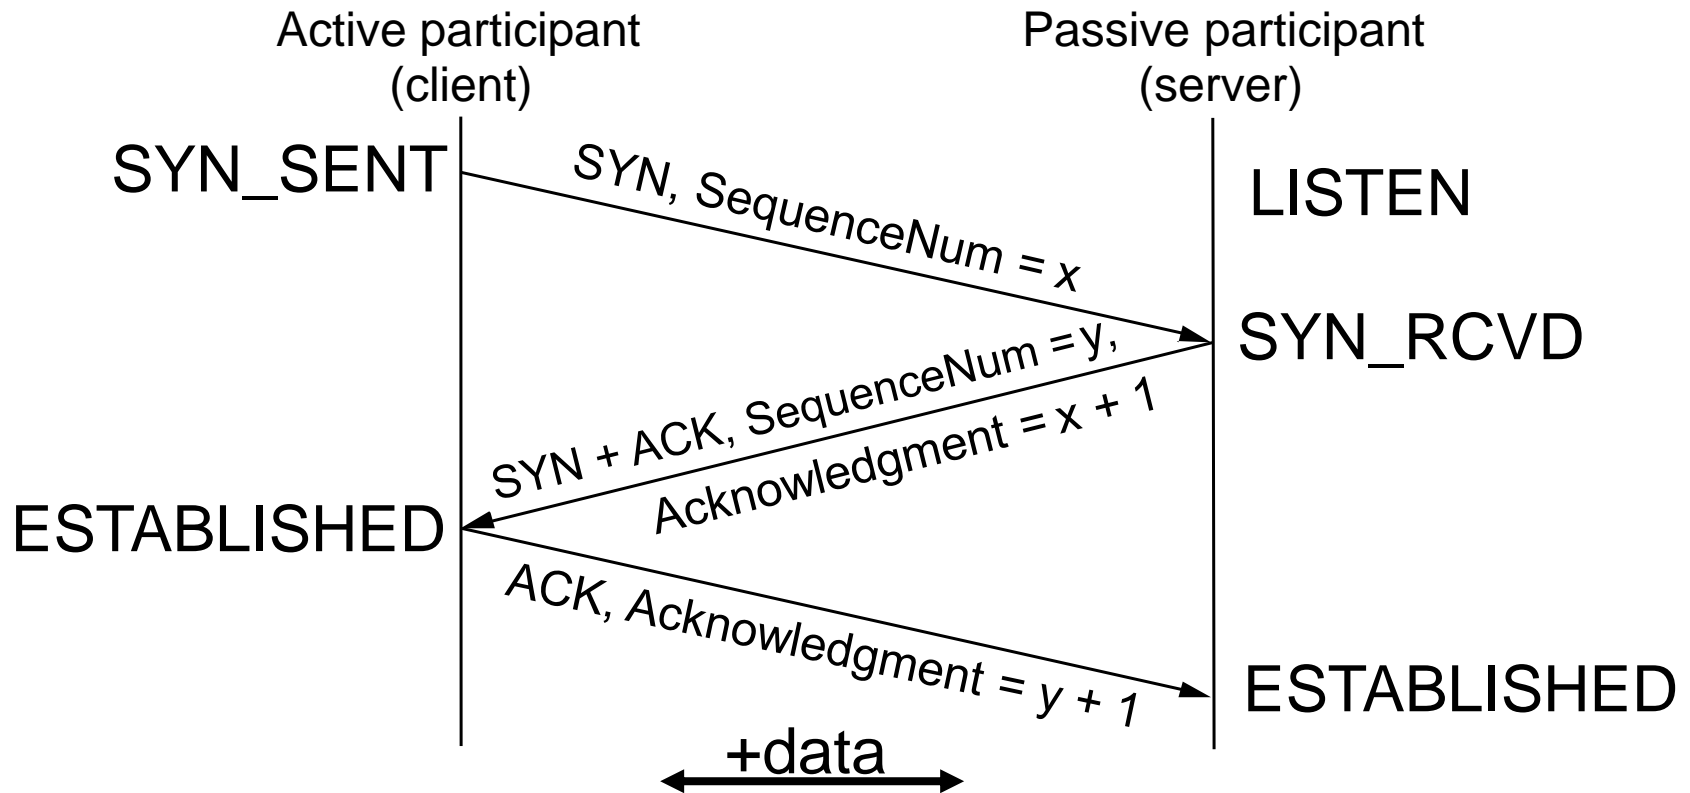 Active participant
(client)
Passive participant
(server)
SYN_SENT
SYN, SequenceNum = x
LISTEN
SYN_RCVD
SYN + ACK, SequenceNum = y,
Acknowledgment = x + 1
ESTABLISHED
ACK, Acknowledgment = y + 1
ESTABLISHED
+data